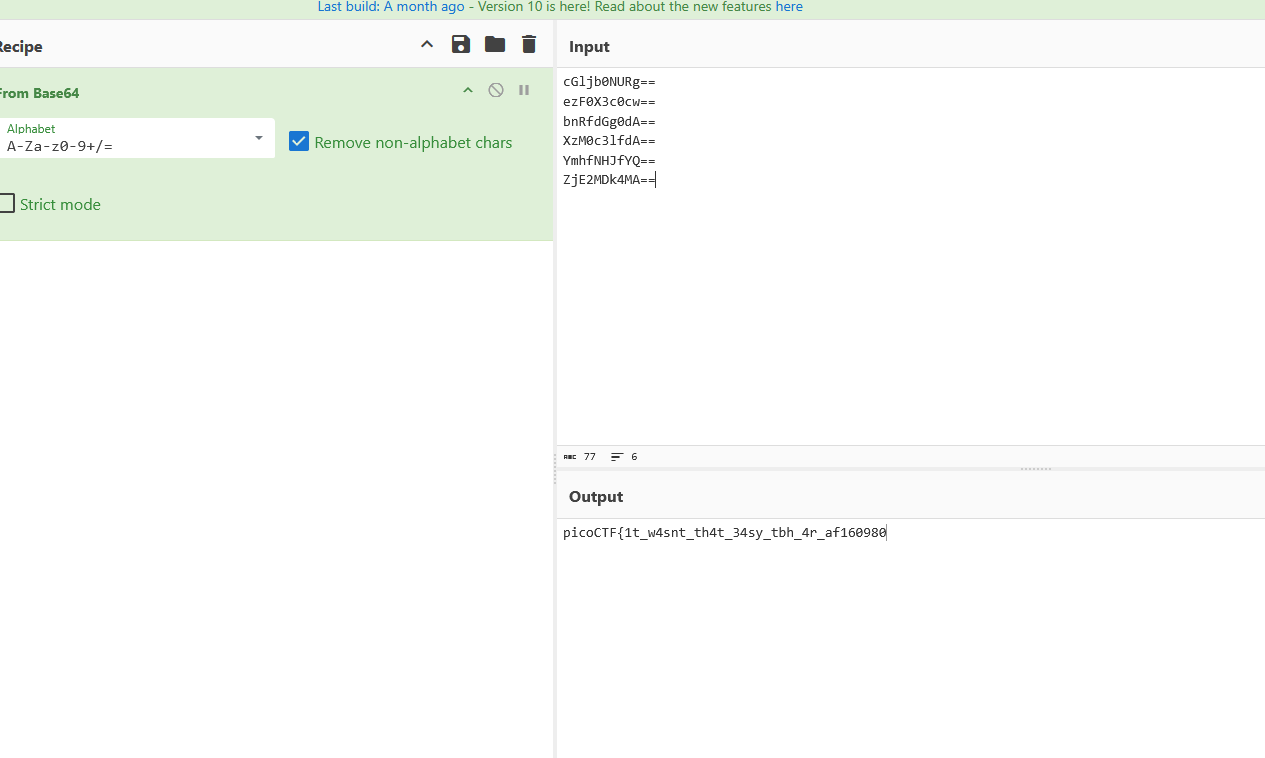 Last build: A month ago - Version 10 is here! Read about the new features here
Recipe
From Base64
Alphabet
A-Za-z0-9+/=
Remove non-alphabet chars
Strict mode
Input
cGljb0NURg==
ezF0X3c0cw==
bnRfdGg0dA==
XzM0c3lfdA==
YmhfNHJfYQ==
ZjE2MDk4MA==
ABC 77 6
Output
picoCTF{1t_w4snt_th4t_34sy_tbh_4r_af160980